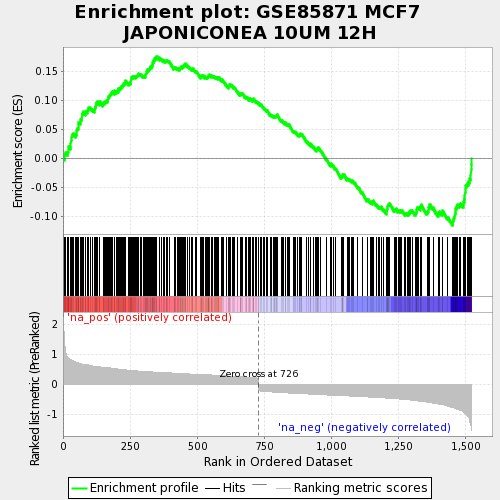 Enrichment plot: GSE85871 MCF7
JAPONICONEA 10UM 12H
Enrichment score (ES)
0.15
0.10
0.05
0.00
-0.05
-0.10
Ranked list metric (PreRanked)
2
1
0
-1
'na_pos' (positively correlated)
Zero cross at 726
'na_neg' (negatively correlated)
0
250
500
750
1,000
1,250
1,500
Rank in Ordered Dataset
Enrichment profile
Hits
Ranking metric scores